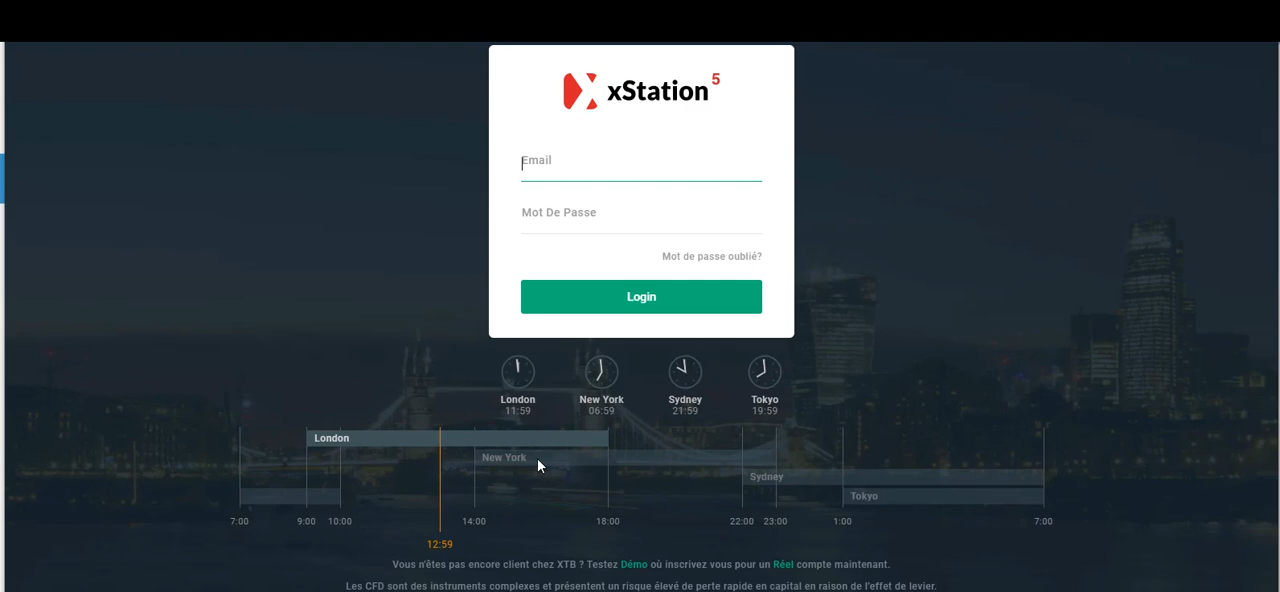 xStation5
Email
Mot De Passe
Mot de passe oublié?
Login
London New York Sydney Tokyo
11:59 06:59 21:59 19:59
London
New York
Sydney
Tokyo
7:00 9:00 10:00 14:00 18:00 22:00 23:00 1:00 7:00
12:59
Vous n'êtes pas encore client chez XTB ? Testez Démo où inscrivez vous pour un Réel compte maintenant.
Les CFD sont des instruments complexes et présentent un risque élevé de perte rapide en capital en raison de l'effet de levier.